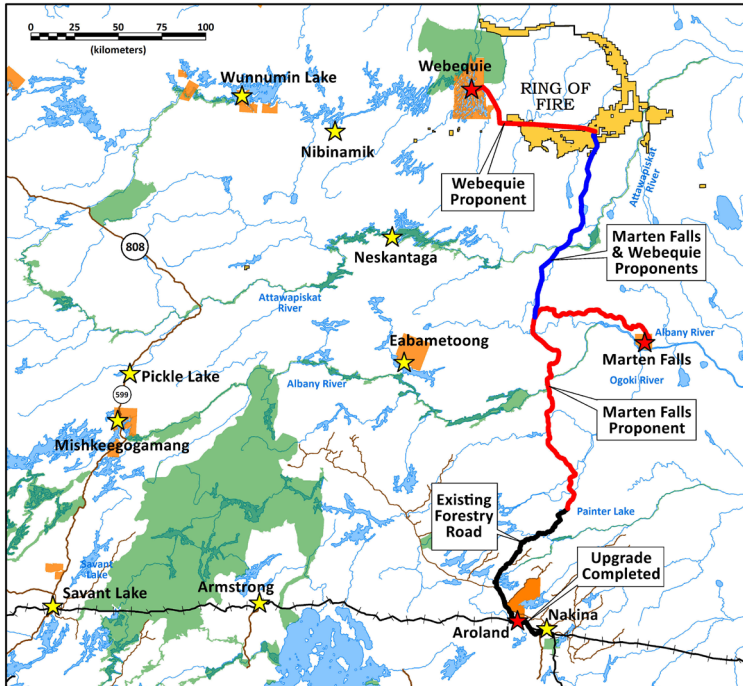 0 25 50 75 100
(kilometers)
Webequie
Wunnumin Lake
RING OF
FIRE
Nibinamik
Webequie
Proponent
Attawapiskat
River
808
Neskantaga
Marten Falls
& Webequie
Proponents
Attawapiskat
River
Eabametoong
Albany River
Marten Falls
Pickle Lake
Albany River
Ogoki River
599
Marten Falls
Proponent
Mishkeegogamang
Existing
Forestry
Road
Painter Lake
Upgrade
Completed
Savant
Lake
Savant Lake
Armstrong
Nakina
Aroland